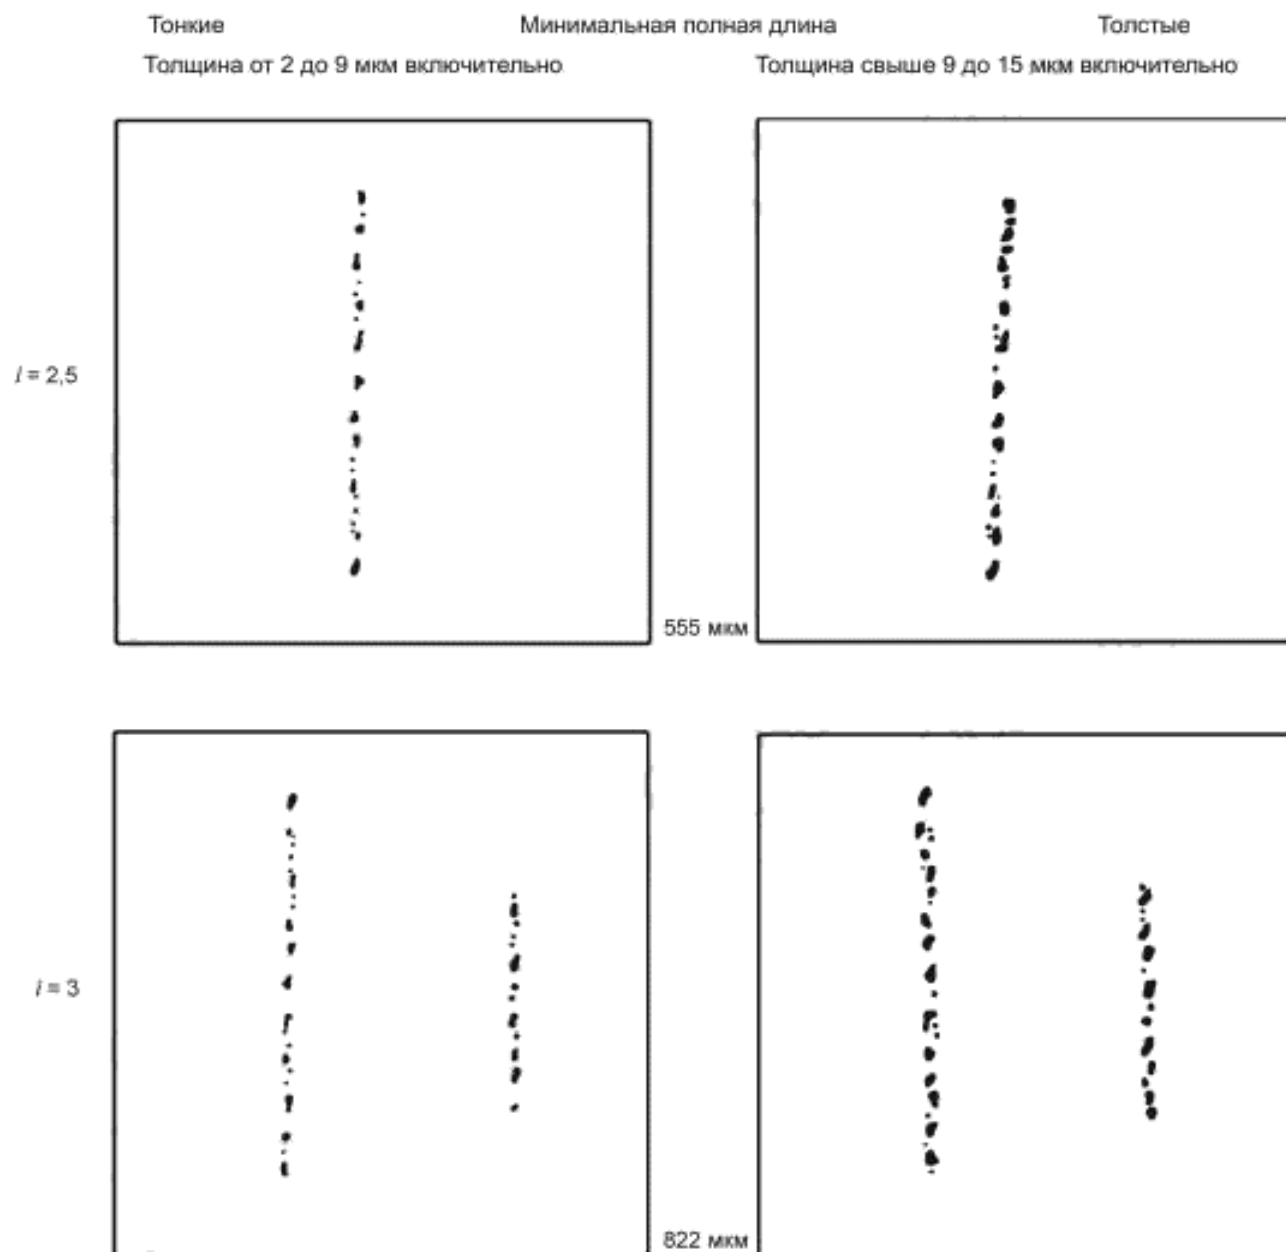 Тонкие Минимальная полная длина Толстые
Толщина от 2 до 9 мкм включительно Толщина свыше 9 до 15 мкм включительно
i = 2,5
555 мкм
i = 3
822 мкм